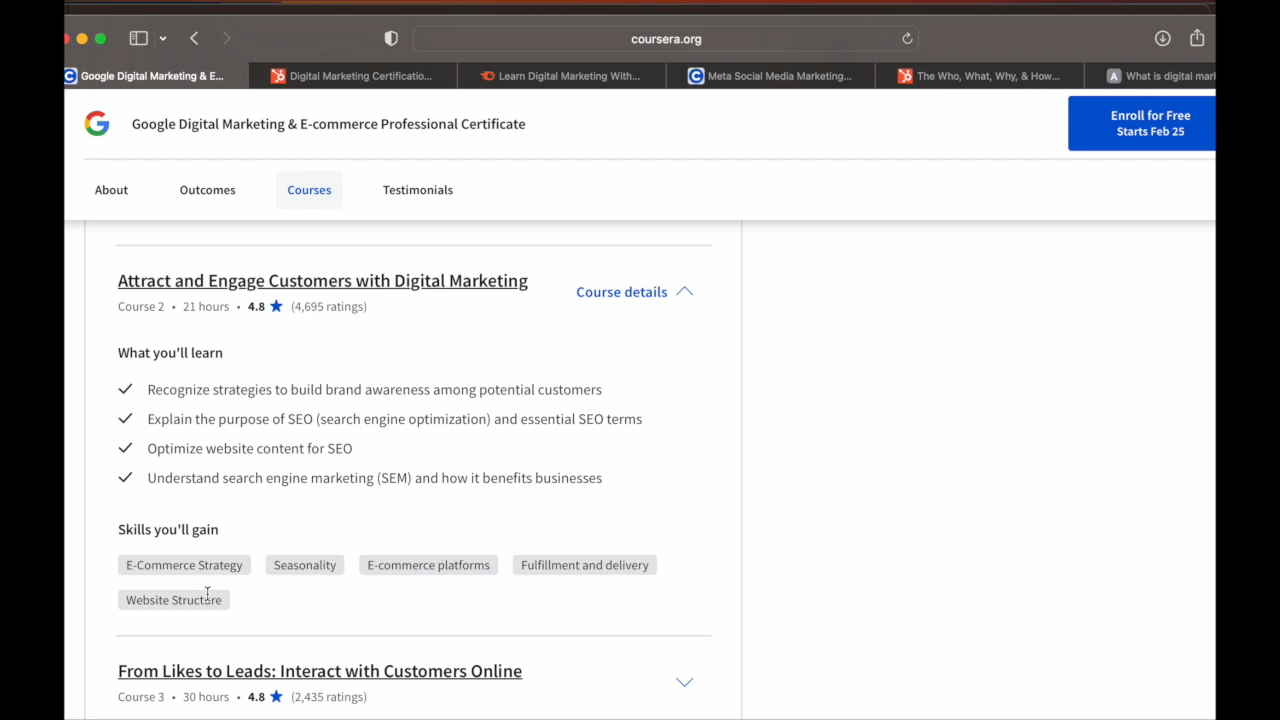 coursera.org
Google Digital Marketing & E...
Digital Marketing Certificatio...
Learn Digital Marketing With...
Meta Social Media Marketing...
The Who, What, Why, & How...
A What is digital mar
Google Digital Marketing & E-commerce Professional Certificate
Enroll for Free
Starts Feb 25
About
Outcomes
Courses
Testimonials
Attract and Engage Customers with Digital Marketing
Course details
Course 2 • 21 hours • 4.8 ★ (4,695 ratings)
What you'll learn
Recognize strategies to build brand awareness among potential customers
Explain the purpose of SEO (search engine optimization) and essential SEO terms
Optimize website content for SEO
Understand search engine marketing (SEM) and how it benefits businesses
Skills you'll gain
E-Commerce Strategy
Seasonality
E-commerce platforms
Fulfillment and delivery
Website Structure
From Likes to Leads: Interact with Customers Online
Course 3 • 30 hours • 4.8 ★ (2,435 ratings)